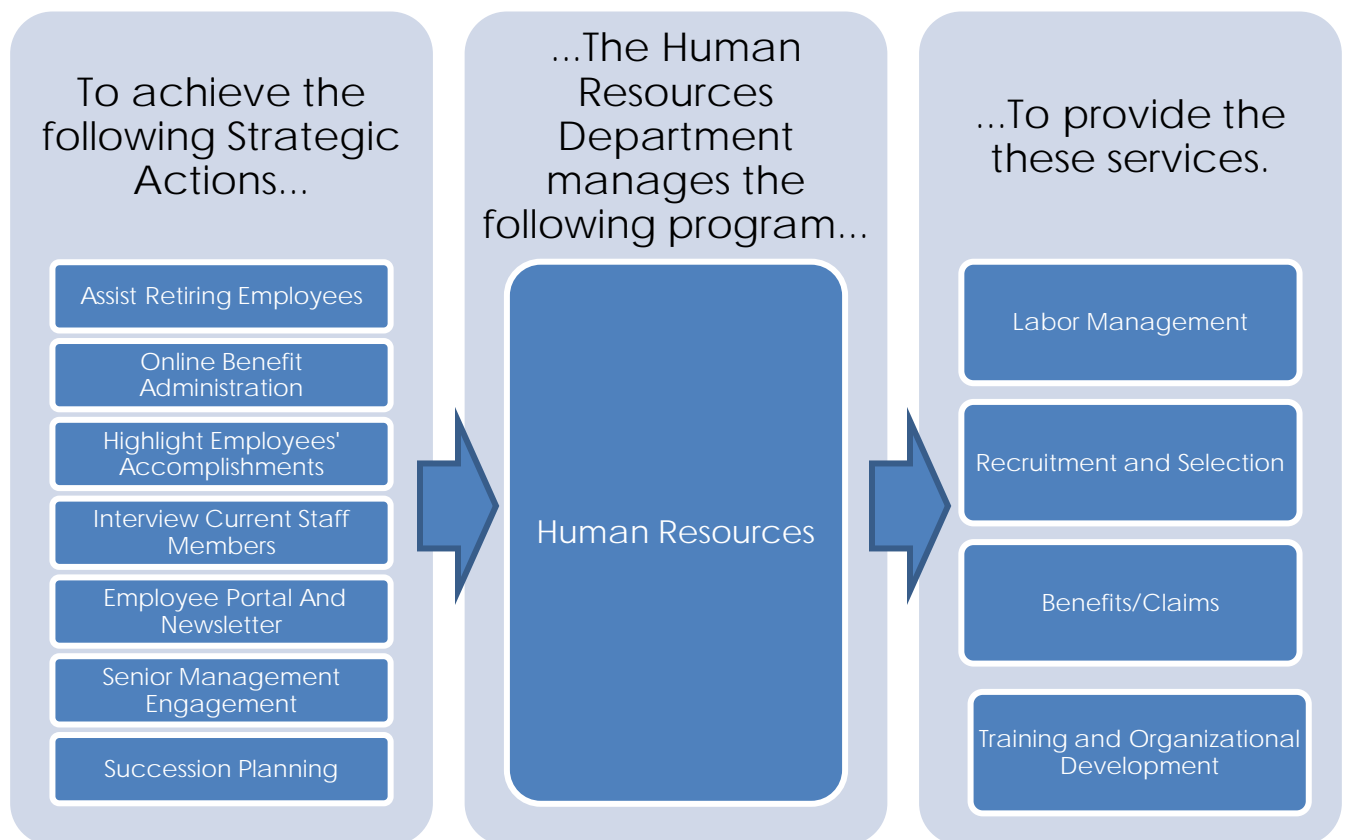 To achieve the
following Strategic
Actions...
Assist Retiring Employees
Online Benefit
Administration
Highlight Employees'
Accomplishments
Interview Current Staff
Members
Employee Portal And
Newsletter
Senior Management
Engagement
Succession Planning
...The Human
Resources
Department
manages the
following program...
Human Resources
...To provide the
these services.
Labor Management
Recruitment and Selection
Benefits/Claims
Training and Organizational
Development